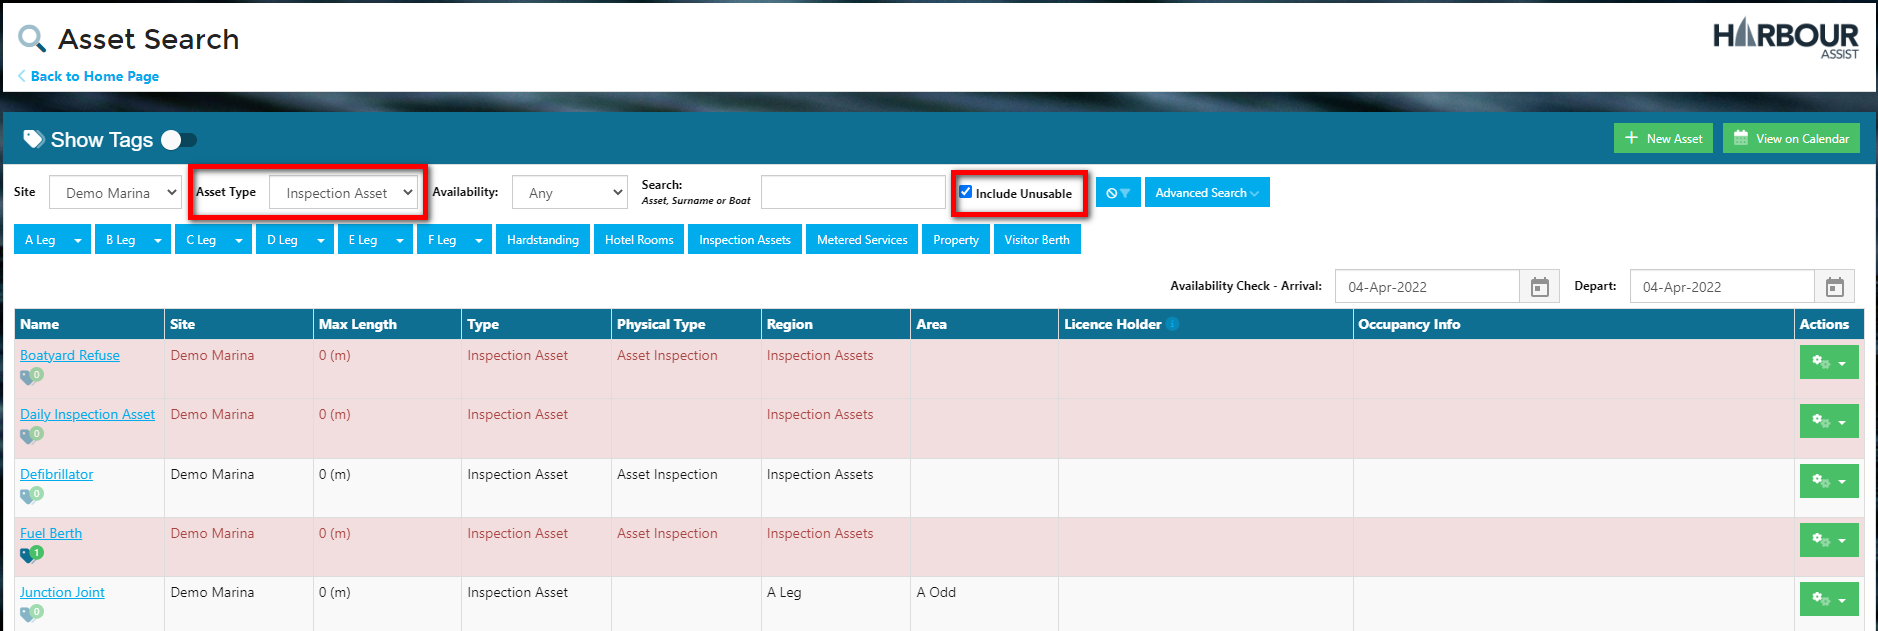 Asset Search
HARBOUR
ASSIST
Back to Home Page
Show Tags
New Asset
View on Calendar
Site
Demo Marina
Asset Type
Inspection Asset
Availability:
Any
Search:
Asset, Surname or Boat
Include Unusable
Advanced Search
A Leg
B Leg
C Leg
D Leg
E Leg
F Leg
Hardstanding
Hotel Rooms
Inspection Assets
Metered Services
Property
Visitor Berth
Availability Check - Arrival:
04-Apr-2022
Depart:
04-Apr-2022
Name Site Max Length Type Physical Type Region Area Licence Holder Occupancy Info Actions
Boatyard Refuse Demo Marina 0 (m) Inspection Asset Asset Inspection Inspection Assets
0
Daily Inspection Asset Demo Marina 0 (m) Inspection Asset Inspection Assets
0
Defibrillator Demo Marina 0 (m) Inspection Asset Asset Inspection Inspection Assets
0
Fuel Berth Demo Marina 0 (m) Inspection Asset Asset Inspection Inspection Assets
1
Junction Joint Demo Marina 0 (m) Inspection Asset A Leg A Odd
0